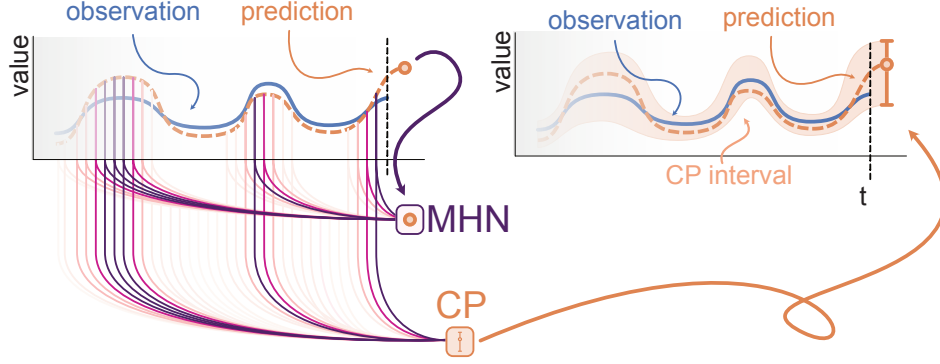 observation
prediction
value
MHN
CP
observation
prediction
value
CP interval
t